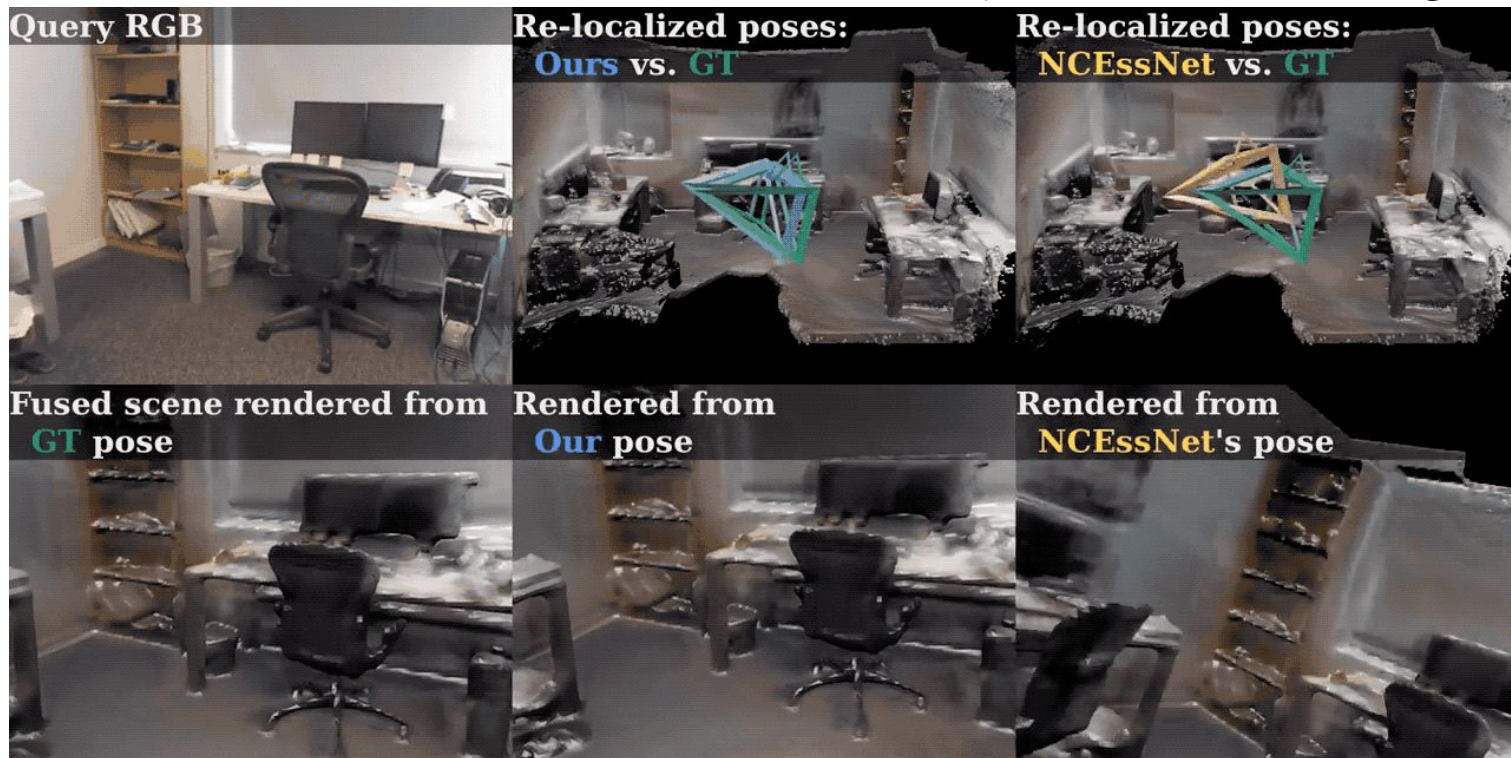 Query RGB
Re-localized poses:
Ours vs. GT
Re-localized poses:
NCEssNet vs. GT
Fused scene rendered from
GT pose
Rendered from
Our pose
Rendered from
NCEssNet's pose